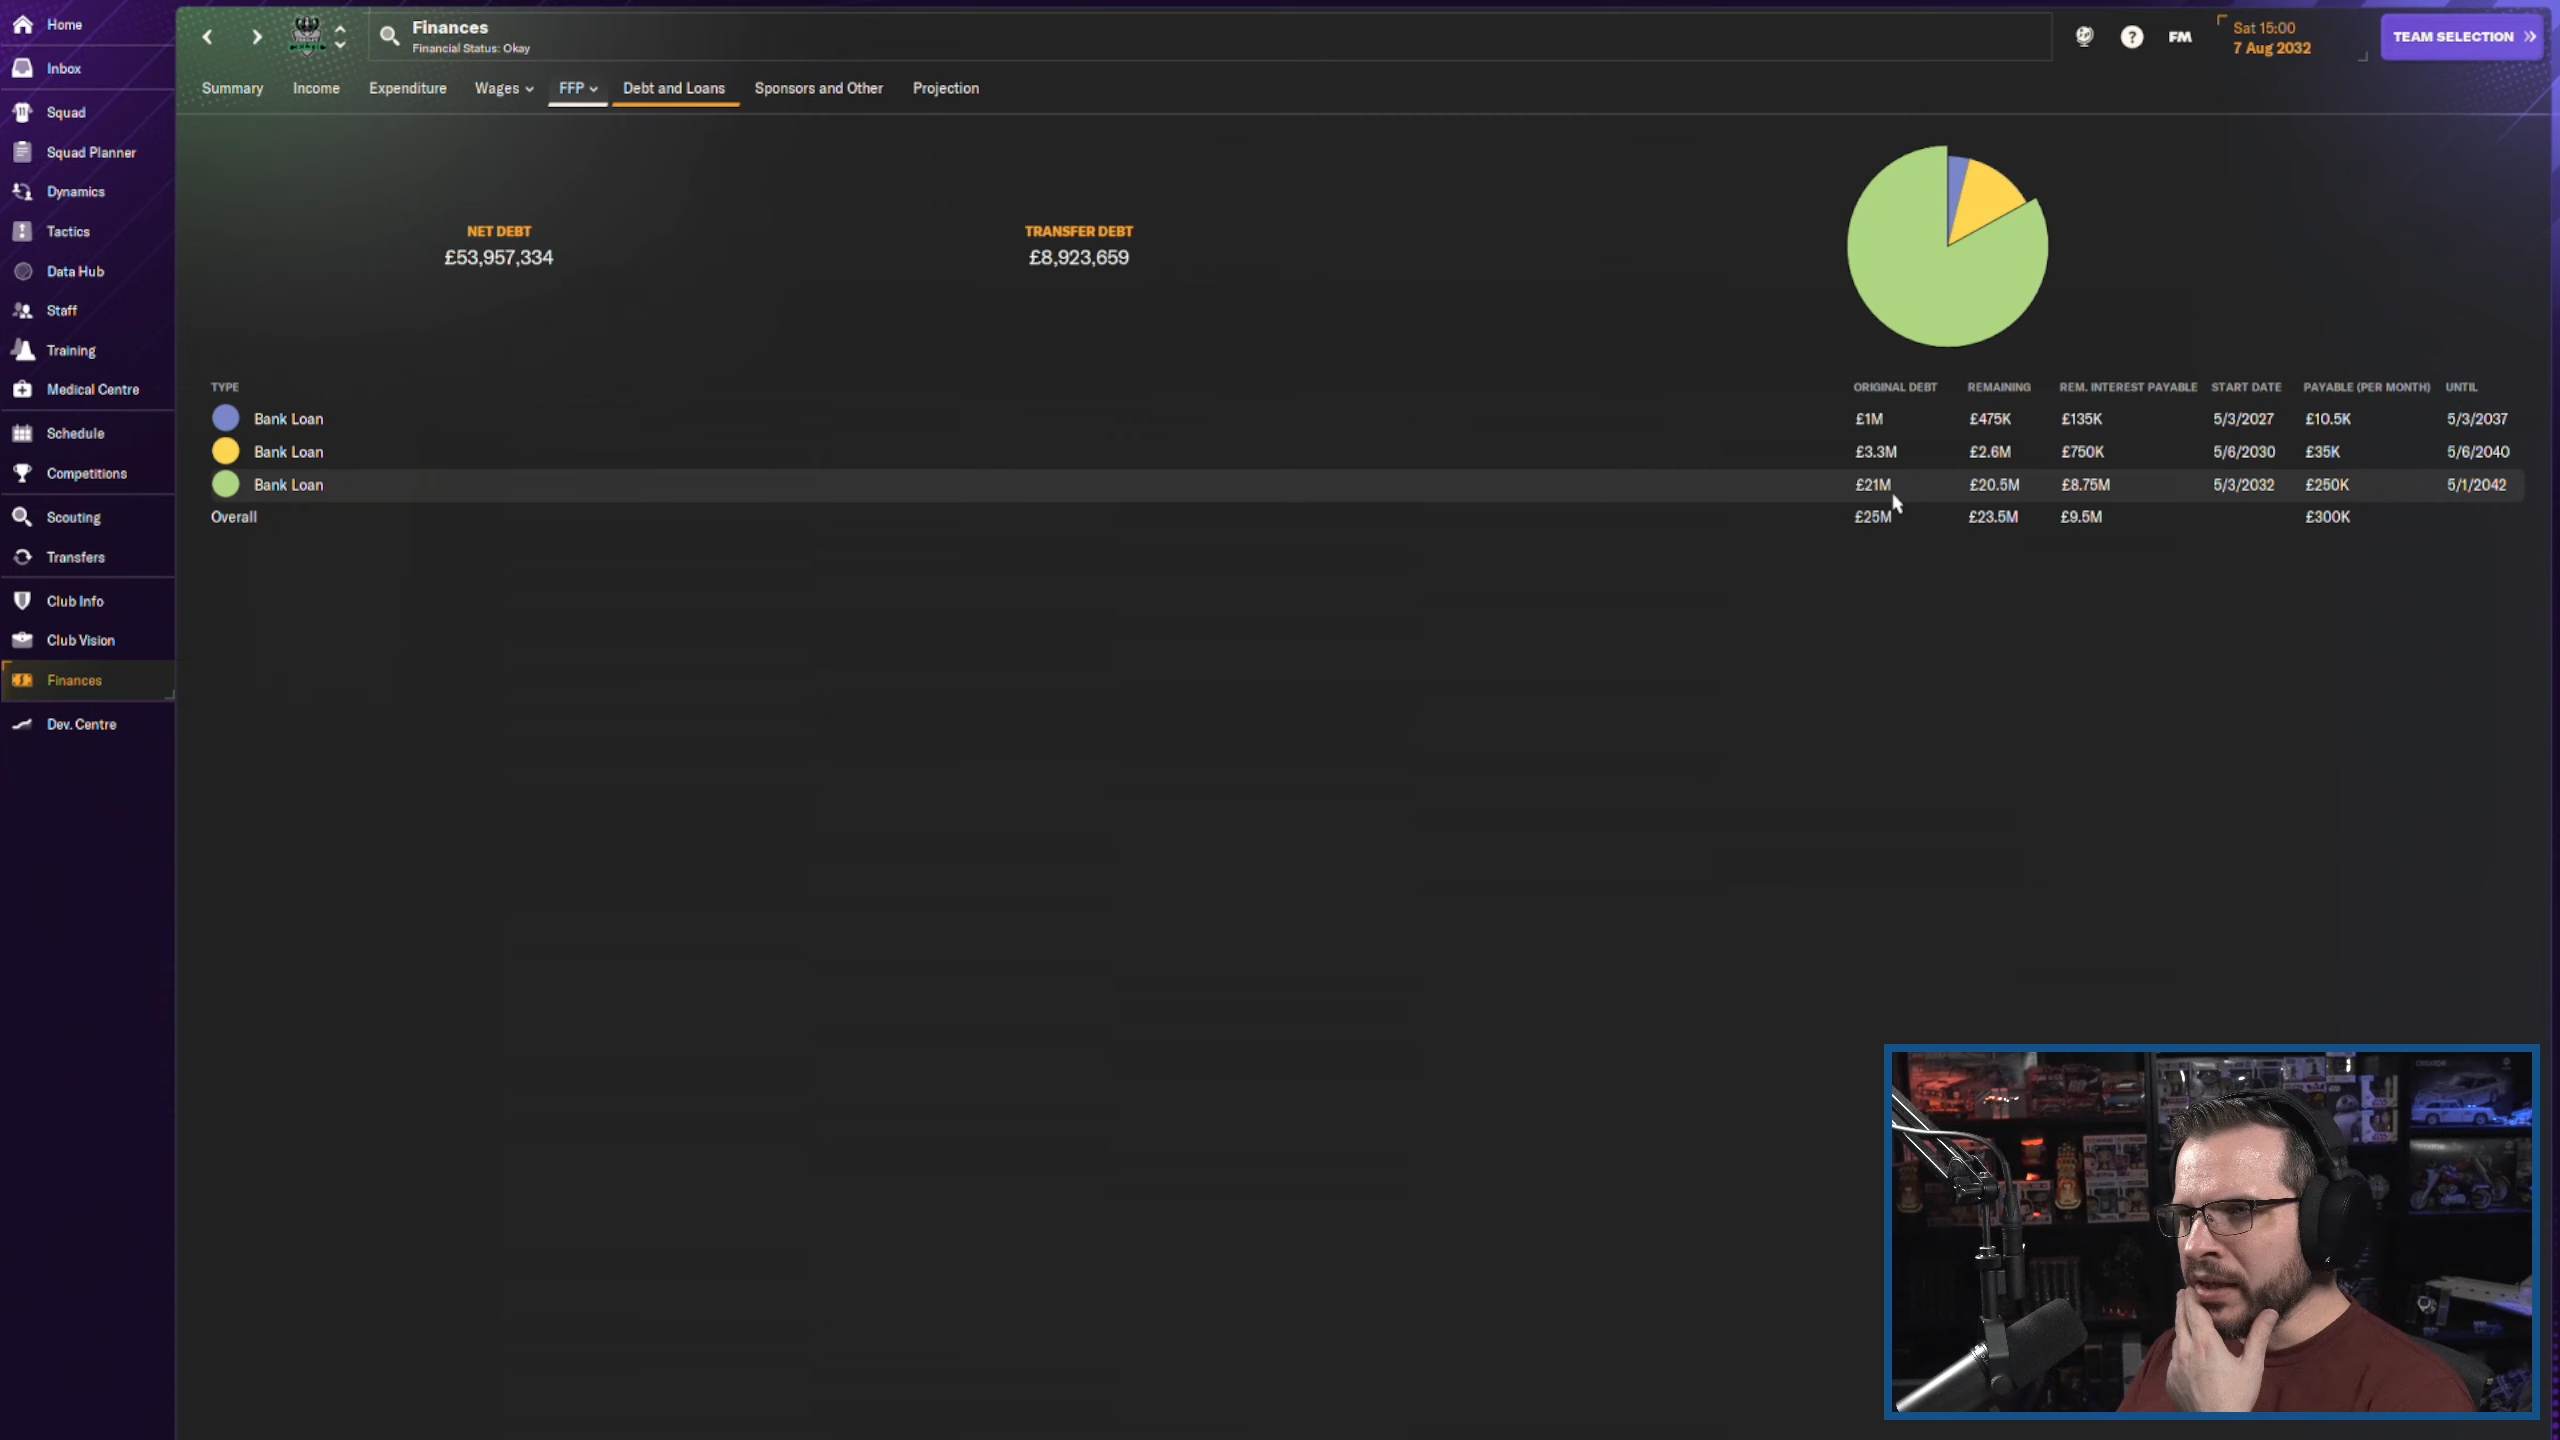 Home
Inbox
Squad
Squad Planner
Dynamics
Tactics
Data Hub
Staff
Training
Medical Centre
Schedule
Competitions
Scouting
Transfers
Club Info
Club Vision
Finances
Dev. Centre
Finances
Financial Status: Okay
FM
Sat 15:00
7 Aug 2032
TEAM SELECTION
Summary Income Expenditure Wages FFP Debt and Loans Sponsors and Other Projection
NET DEBT
£53,957,334
TRANSFER DEBT
£8,923,659
TYPE ORIGINAL DEBT REMAINING REM. INTEREST PAYABLE START DATE PAYABLE (PER MONTH) UNTIL
Bank Loan £1M £475K £135K 5/3/2027 £10.5K 5/3/2037
Bank Loan £3.3M £2.6M £750K 5/6/2030 £35K 5/6/2040
Bank Loan £21M £20.5M £8.75M 5/3/2032 £250K 5/1/2042
Overall £25M £23.5M £9.5M £300K